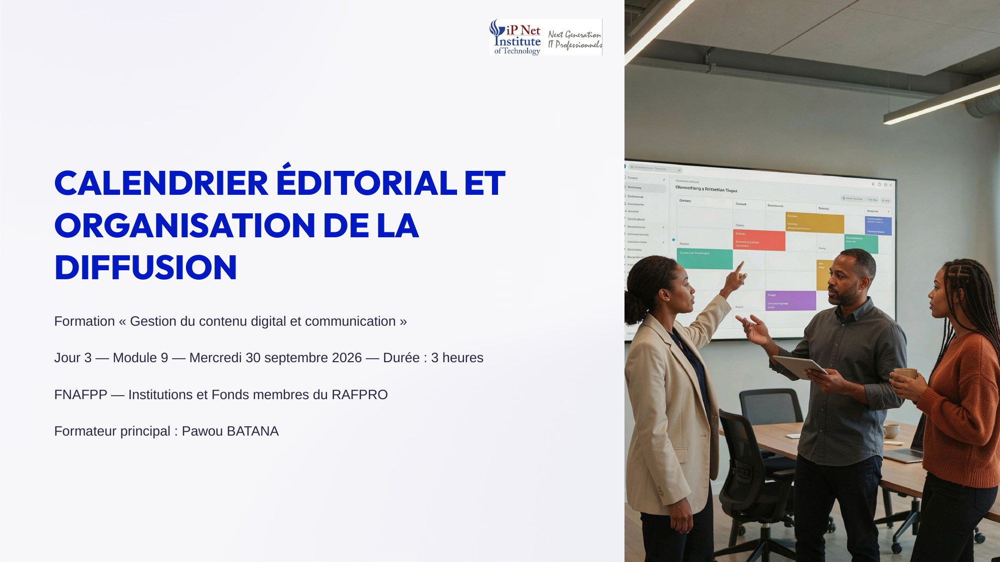 iP Net
Institute
of Technology
Next Generation
IT Professionnels
CALENDRIER ÉDITORIAL ET
ORGANISATION DE LA
DIFFUSION
Formation « Gestion du contenu digital et communication »
Jour 3 — Module 9 — Mercredi 30 septembre 2026 — Durée : 3 heures
FNAFPP — Institutions et Fonds membres du RAFPRO
Formateur principal : Pawou BATANA